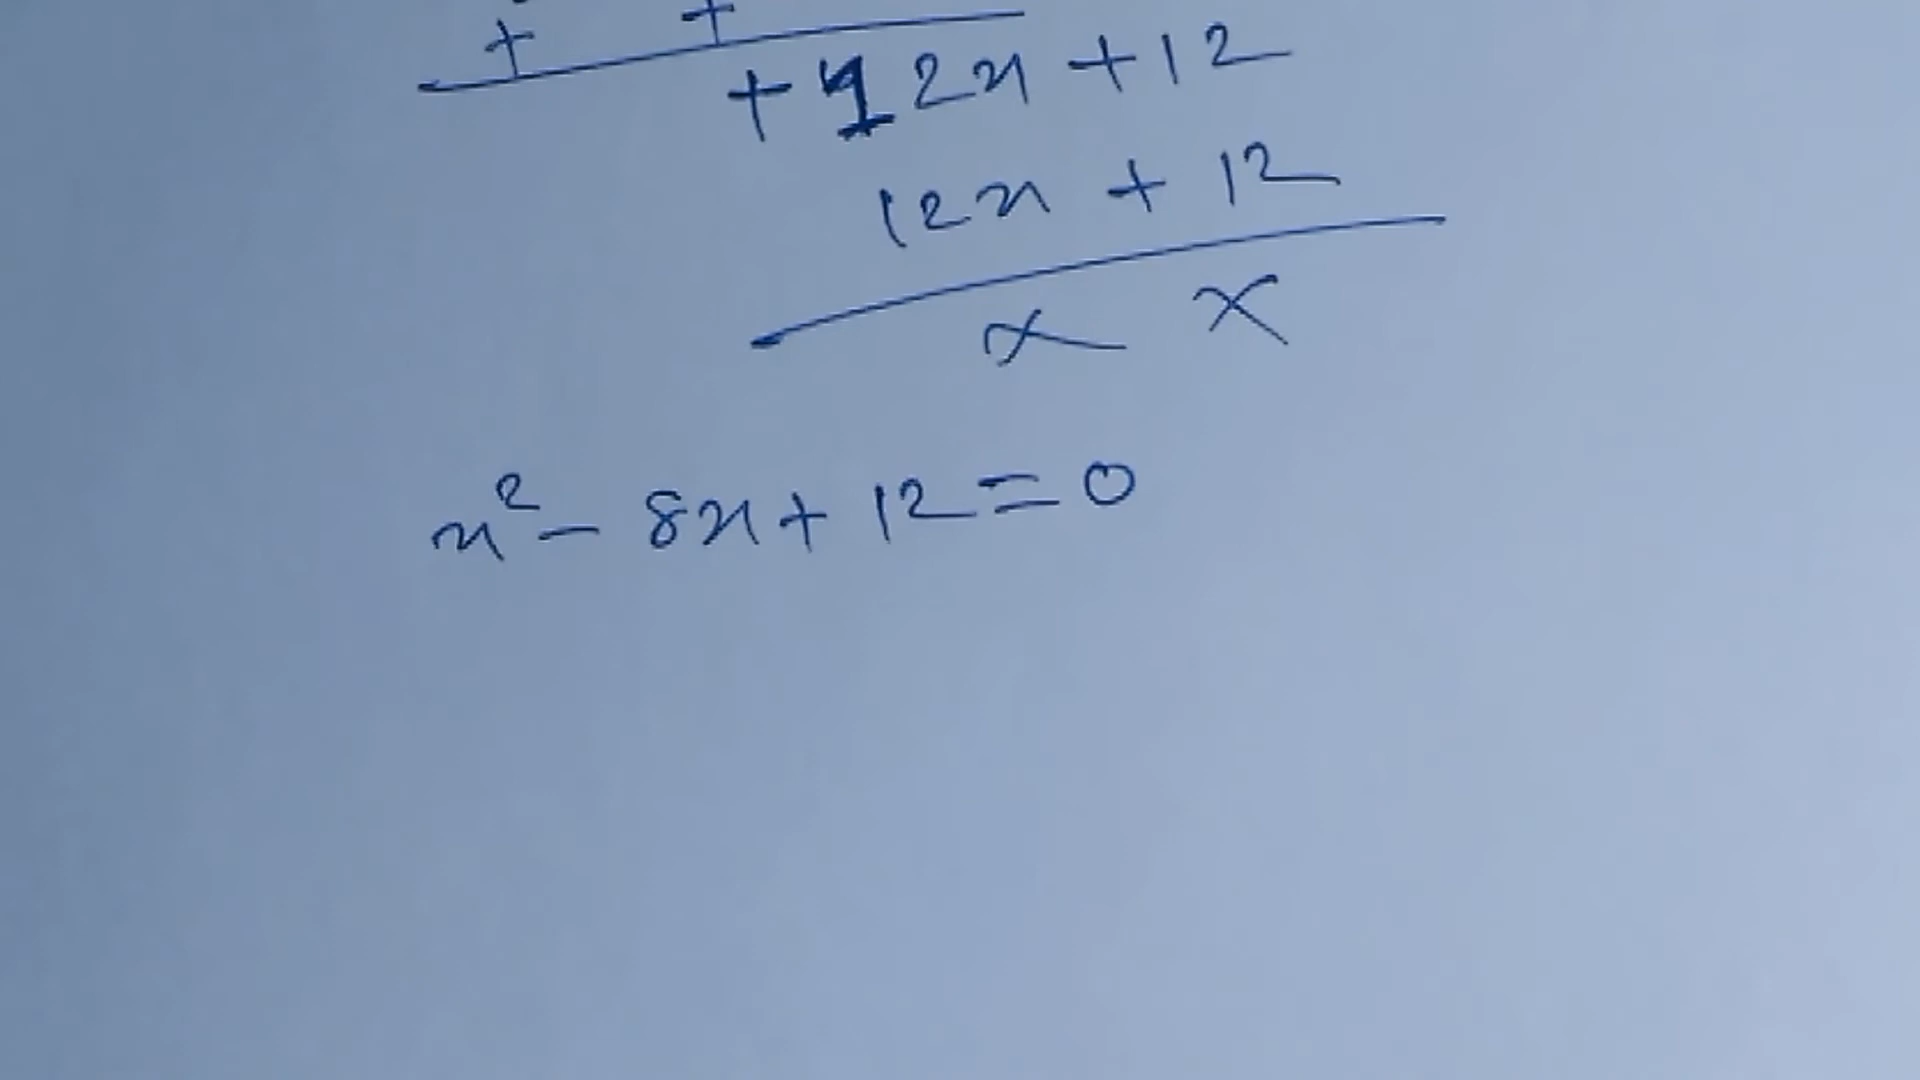 + +
+12x + 12
12x + 12
x x
x² - 8x + 12 = 0